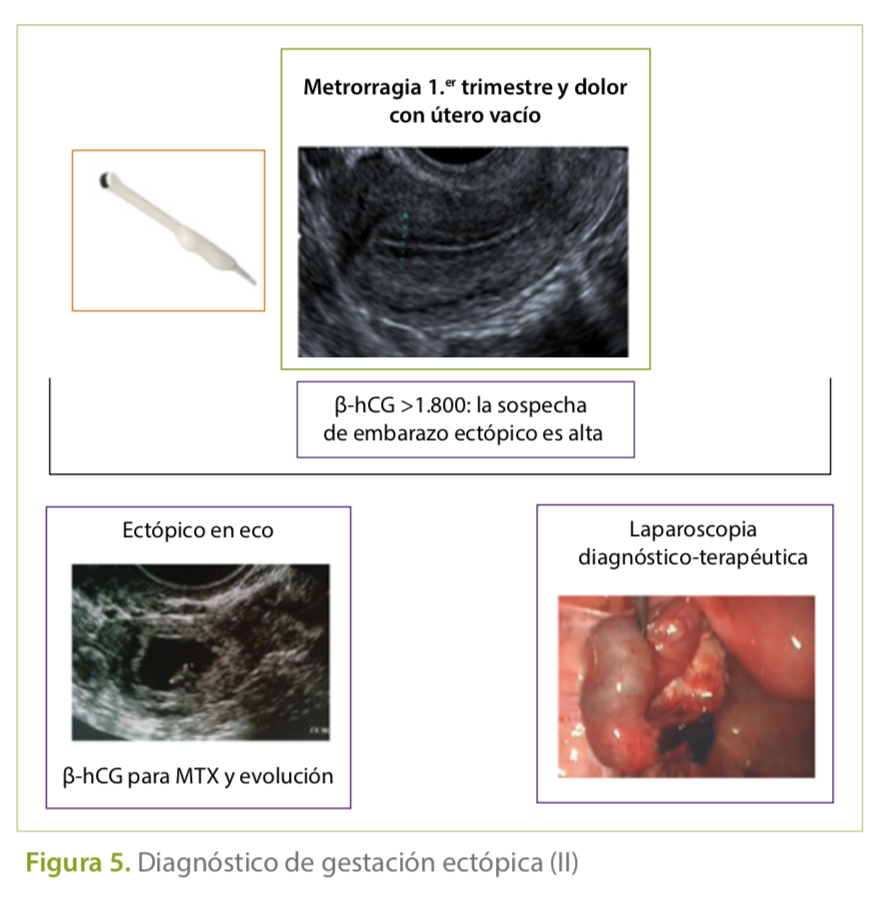 Metrorragia 1.er trimestre y dolor
con útero vacío
β-hCG >1.800: la sospecha
de embarazo ectópico es alta
Ectópico en eco
β-hCG para MTX y evolución
Laparoscopia
diagnóstico-terapéutica
Figura 5. Diagnóstico de gestación ectópica (II)